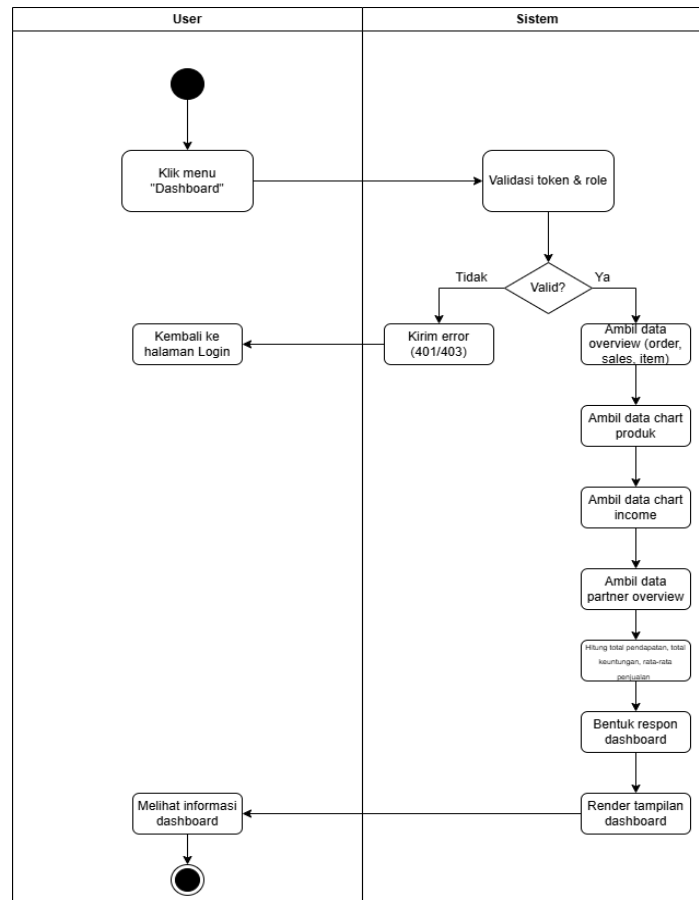 User
Sistem
Klik menu
"Dashboard"
Validasi token & role
Valid?
Tidak
Ya
Kembali ke
halaman Login
Kirim error
(401/403)
Ambil data
overview (order,
sales, item)
Ambil data chart
produk
Ambil data chart
income
Ambil data
partner overview
Hitung total pendapatan, total
keuntungan, rata-rata
penjualan
Bentuk respon
dashboard
Melihat informasi
dashboard
Render tampilan
dashboard